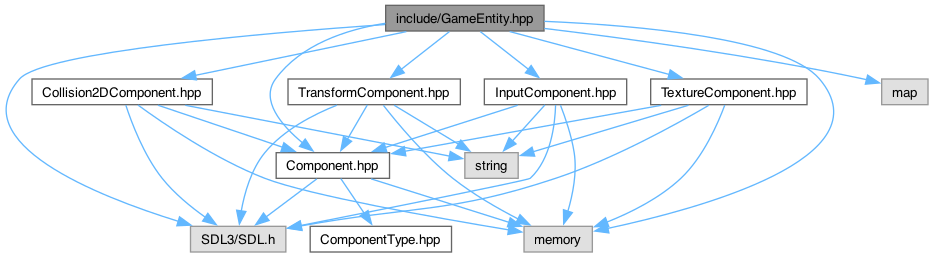 include/GameEntity.hpp
Collision2DComponent.hpp
TransformComponent.hpp
InputComponent.hpp
TextureComponent.hpp
map
Component.hpp
string
SDL3/SDL.h
ComponentType.hpp
memory